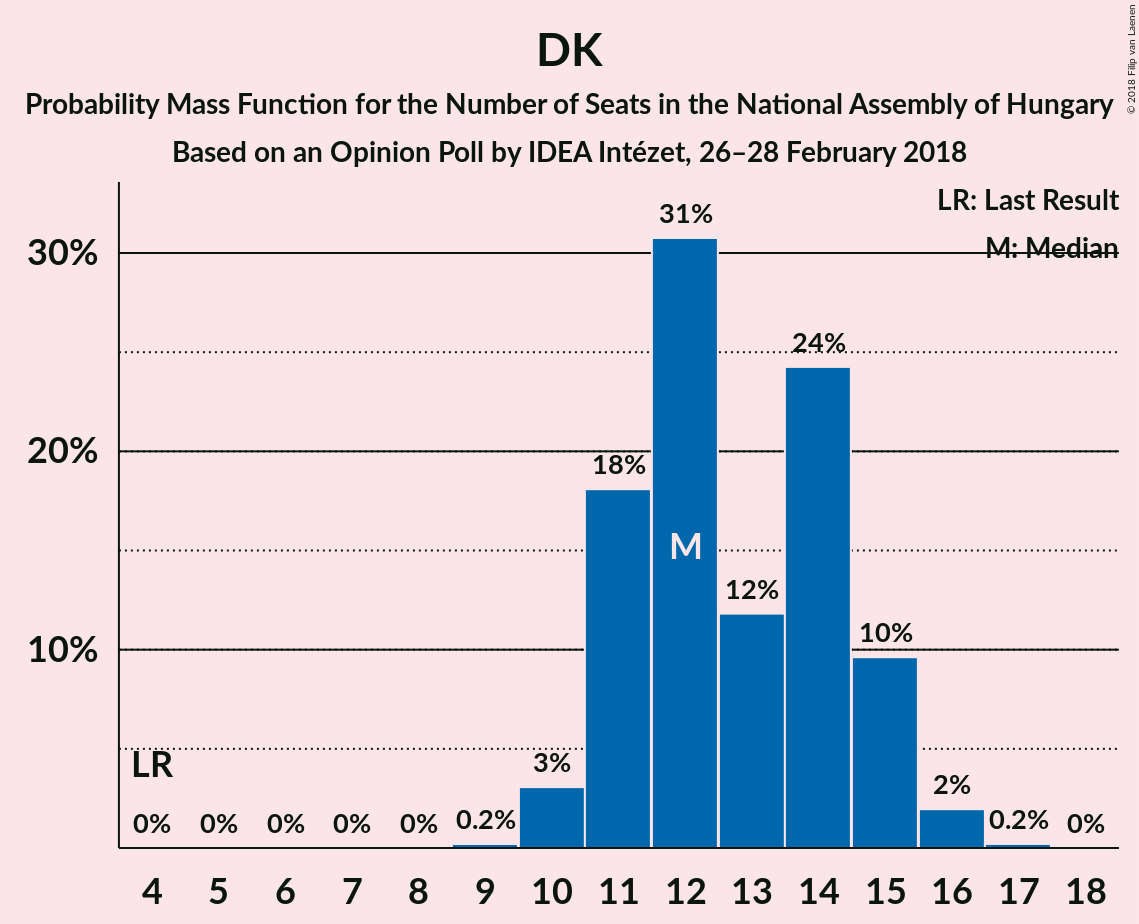 DK
Probability Mass Function for the Number of Seats in the National Assembly of Hungary
Based on an Opinion Poll by IDEA Intézet, 26–28 February 2018
© 2018 Filip van Laenen
LR: Last Result
M: Median
30%
20%
10%
31%
24%
18%
M
12%
10%
LR
3%
2%
0% 0% 0% 0% 0% 0.2% 0.2% 0%
4 5 6 7 8 9 10 11 12 13 14 15 16 17 18